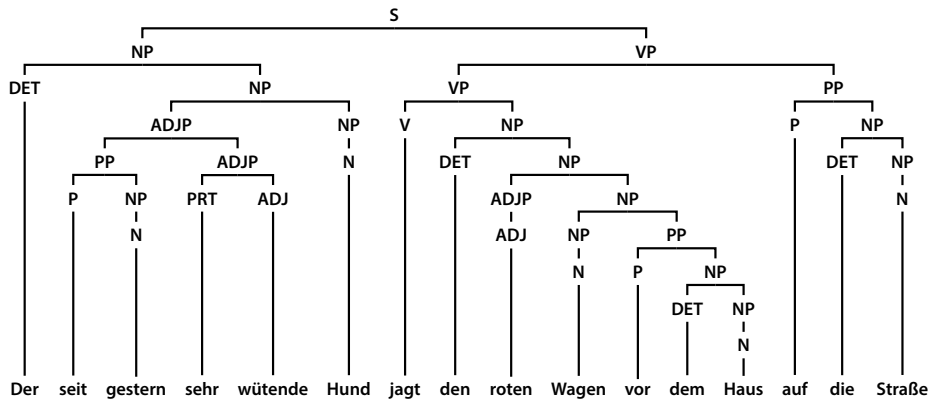 S
NP VP
DET NP VP PP
ADJP NP V NP P NP
PP ADJP N DET NP DET NP
P NP PRT ADJ ADJP NP N
N ADJ NP PP
N P NP
DET NP
N
Der seit gestern sehr wütende Hund jagt den roten Wagen vor dem Haus auf die Straße